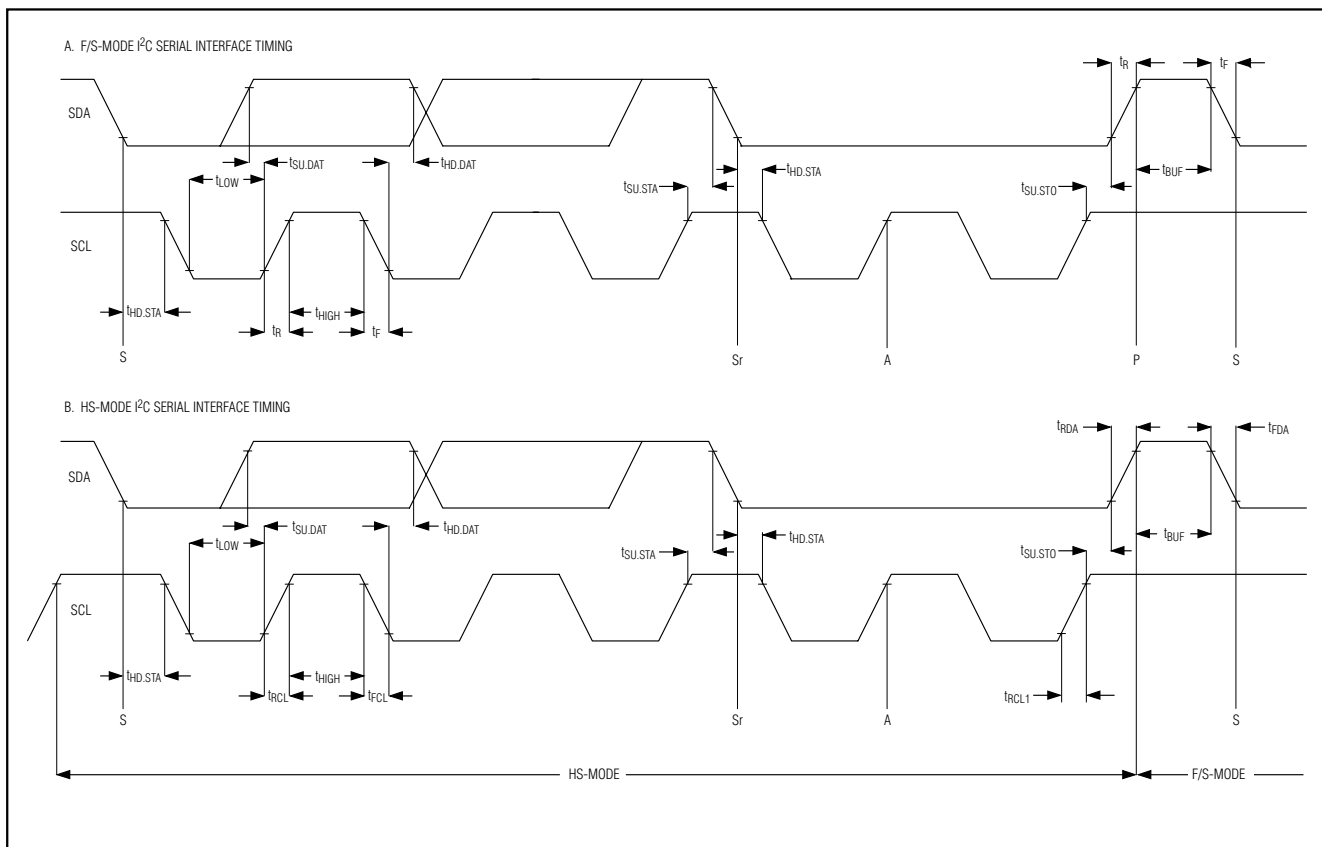 A. F/S-MODE I²C SERIAL INTERFACE TIMING
tR
tF
SDA
tSU.DAT
tHD.DAT
tLOW
tHD.STA
tBUF
tSU.STA
tSU.STO
SCL
tHD.STA
tHIGH
tR
tF
S
Sr
A
P
S
B. HS-MODE I²C SERIAL INTERFACE TIMING
tRDA
tFDA
SDA
tSU.DAT
tHD.DAT
tLOW
tHD.STA
tBUF
tSU.STA
tSU.STO
SCL
tHD.STA
tHIGH
tRCL
tFCL
tRCL1
S
Sr
A
S
HS-MODE
F/S-MODE